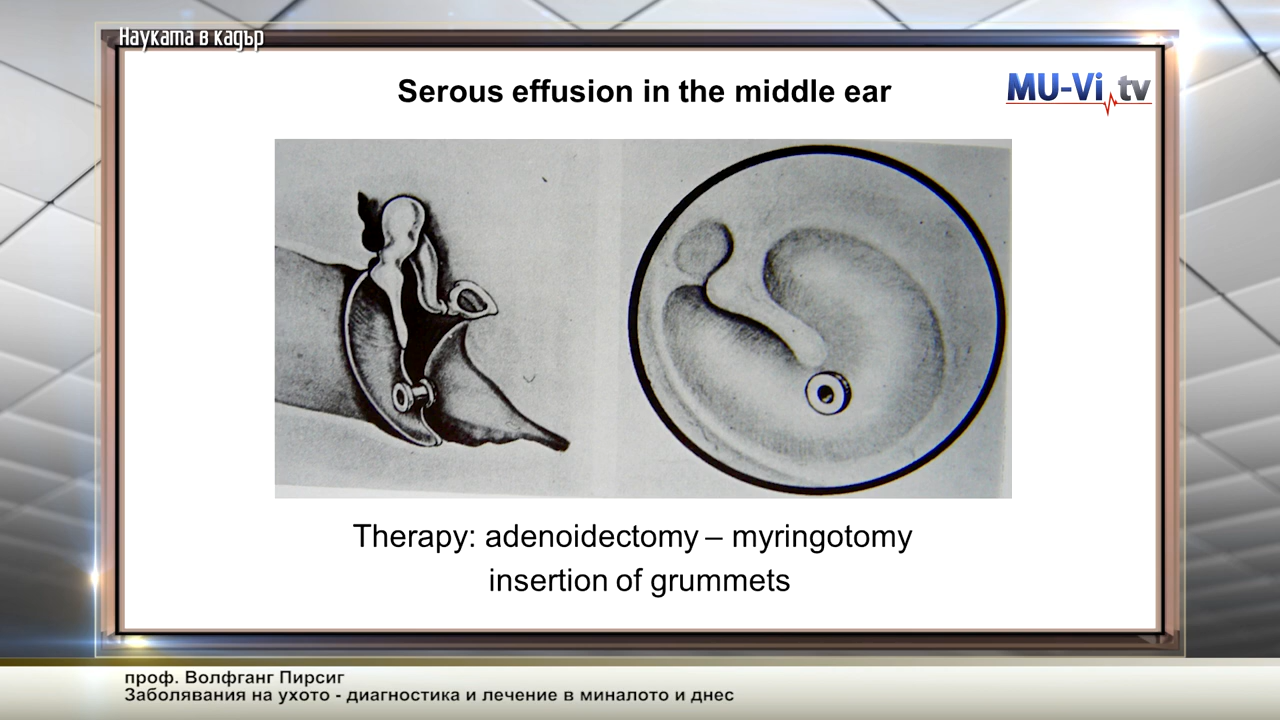 Науката в кадър
Serous effusion in the middle ear
MU-Vi.tv
Therapy: adenoidectomy – myringotomy
insertion of grummets
проф. Волфганг Пирсиг
Заболявания на ухото - диагностика и лечение в миналото и днес